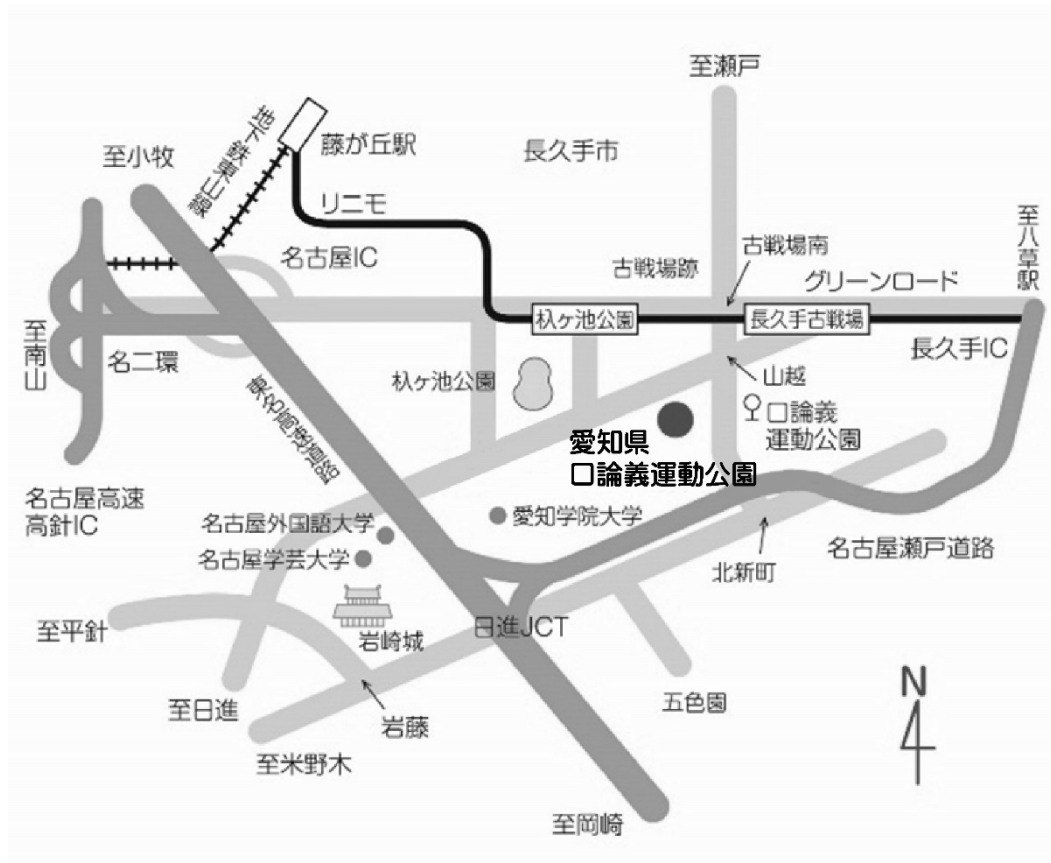 至瀬戸
地下鉄東山線
藤が丘駅
長久手市
至小牧
リニモ
至八草駅
古戦場南
名古屋IC
古戦場跡
グリーンロード
杁ヶ池公園
長久手古戦場
至南山
名二環
長久手IC
杁ヶ池公園
山越
口論義
運動公園
愛知県
口論義運動公園
東名高速道路
名古屋高速
高針IC
名古屋外国語大学
愛知学院大学
名古屋学芸大学
名古屋瀬戸道路
北新町
至平針
岩崎城
日進JCT
五色園
N
至日進
岩藤
至米野木
至岡崎